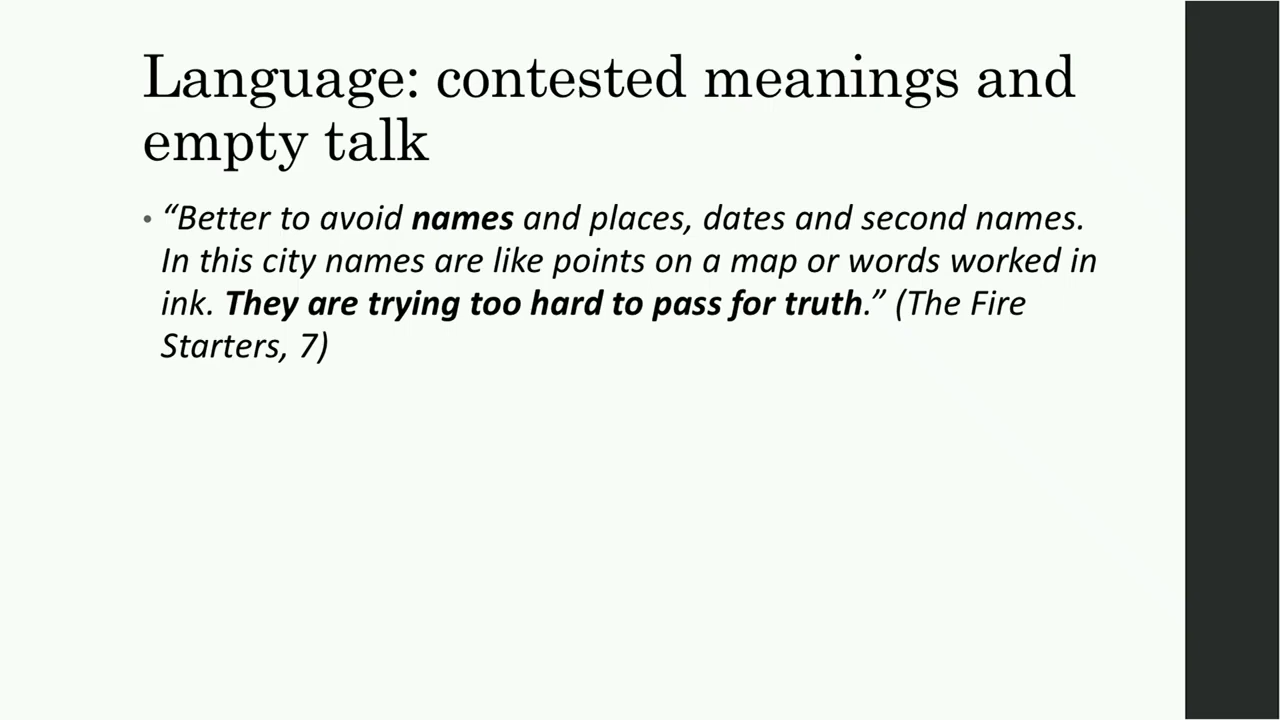 Language: contested meanings and
empty talk
• “Better to avoid names and places, dates and second names.
In this city names are like points on a map or words worked in
ink. They are trying too hard to pass for truth.” (The Fire
Starters, 7)